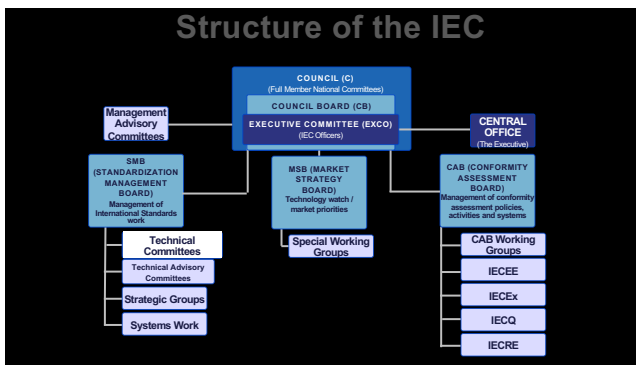 Structure of the IEC
COUNCIL (C)
(Full Member National Committees)
COUNCIL BOARD (CB)
EXECUTIVE COMMITTEE (EXCO)
(IEC Officers)
Management
Advisory
Committees
CENTRAL
OFFICE
(The Executive)
SMB
(STANDARDIZATION
MANAGEMENT
BOARD)
Management of
International Standards
work
MSB (MARKET
STRATEGY
BOARD)
Technology watch /
market priorities
CAB (CONFORMITY
ASSESSMENT
BOARD)
Management of conformity
assessment policies,
activities and systems
Technical
Committees
Technical Advisory
Committees
Strategic Groups
Systems Work
Special Working
Groups
CAB Working
Groups
IECEE
IECEx
IECQ
IECRE